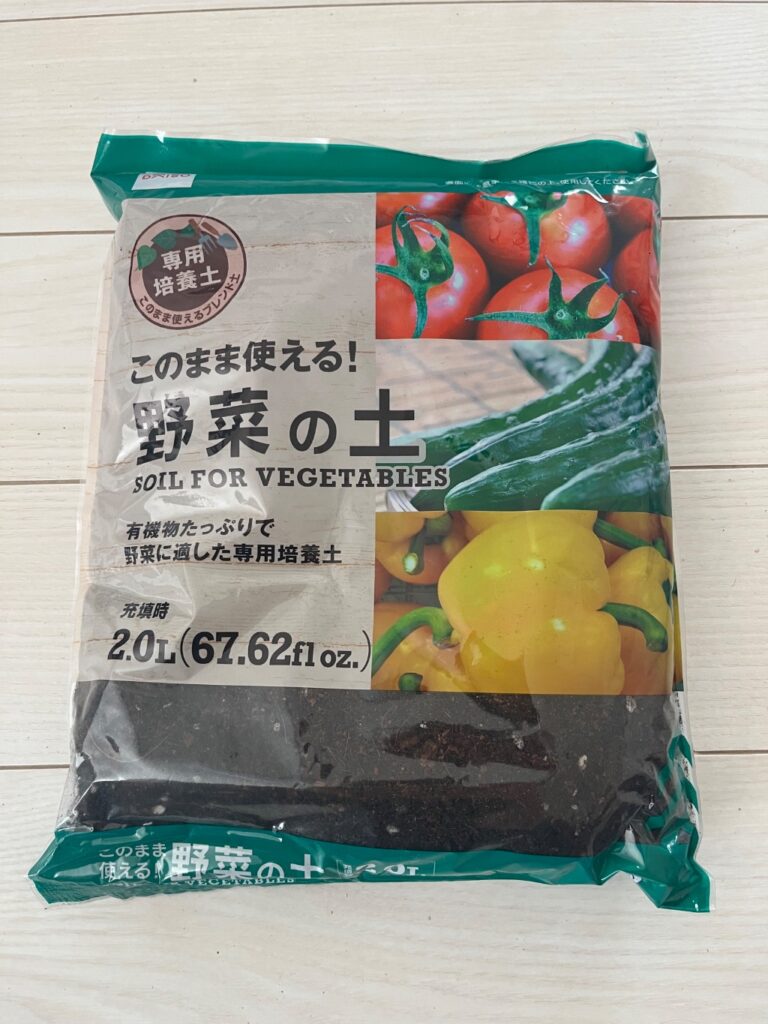 DAISO
専用
培養土
このまま使えるブレンド土
このまま使える!
野菜の土
SOIL FOR VEGETABLES
有機物たっぷりで
野菜に適した専用培養土
充填時
2.0L(67.62fl oz.)
このまま
使える!
野菜の土
VEGETABLES